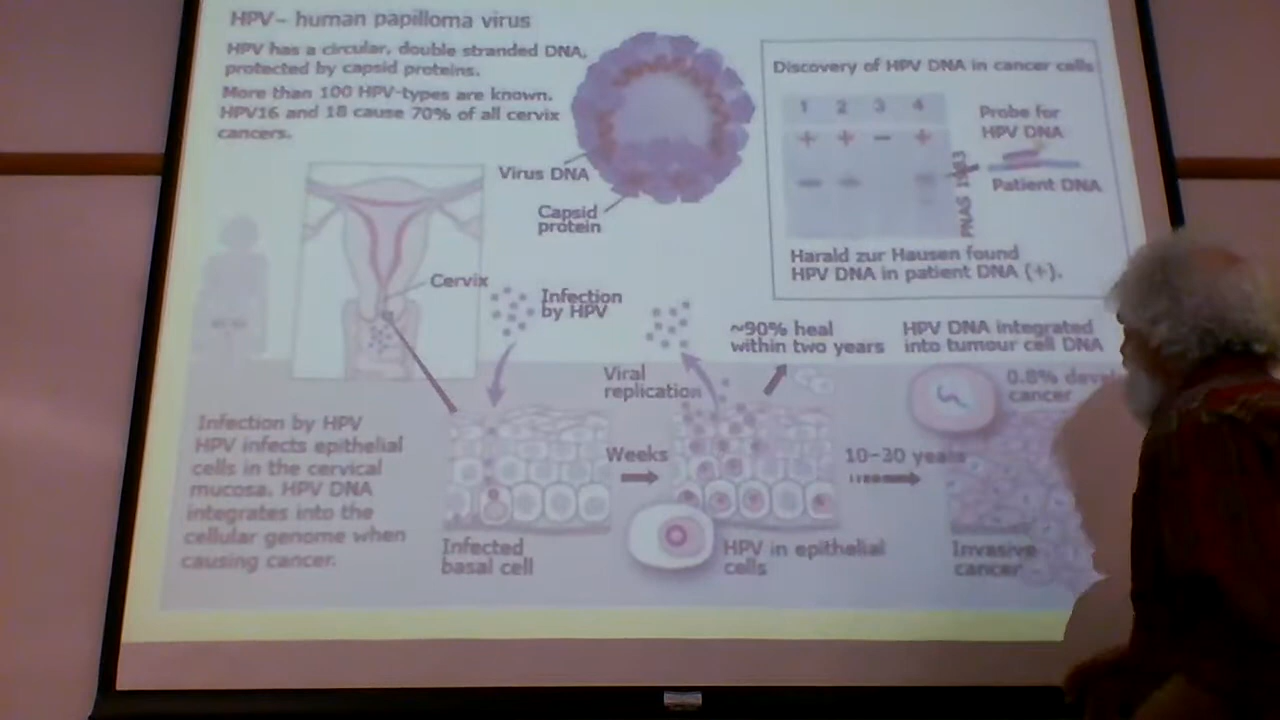 HPV- human papilloma virus
HPV has a circular, double stranded DNA,
protected by capsid proteins.
More than 100 HPV-types are known.
HPV16 and 18 cause 70% of all cervix
cancers.
Virus DNA
Capsid
protein
Discovery of HPV DNA in cancer cells
1 2 3 4
+ + - +
Probe for
HPV DNA
Patient DNA
PNAS
Harald zur Hausen found
HPV DNA in patient DNA (+).
Cervix
Infection
by HPV
~90% heal
within two years
HPV DNA integrated
into tumour cell DNA
Viral
replication
0.8%
cancer
Infection by HPV
HPV infects epithelial
cells in the cervical
mucosa. HPV DNA
integrates into the
cellular genome when
causing cancer.
Weeks
10-30 years
Infected
basal cell
HPV in epithelial
cells
Invasive
cancer